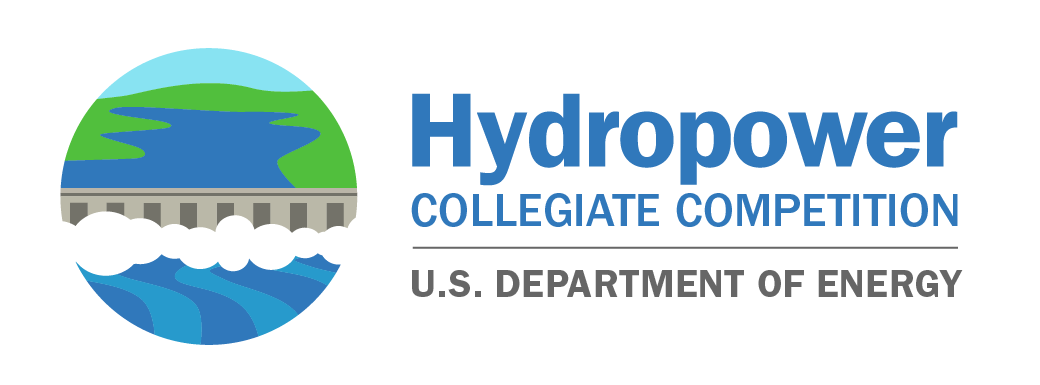 Hydropower
COLLEGIATE COMPETITION
U.S. DEPARTMENT OF ENERGY